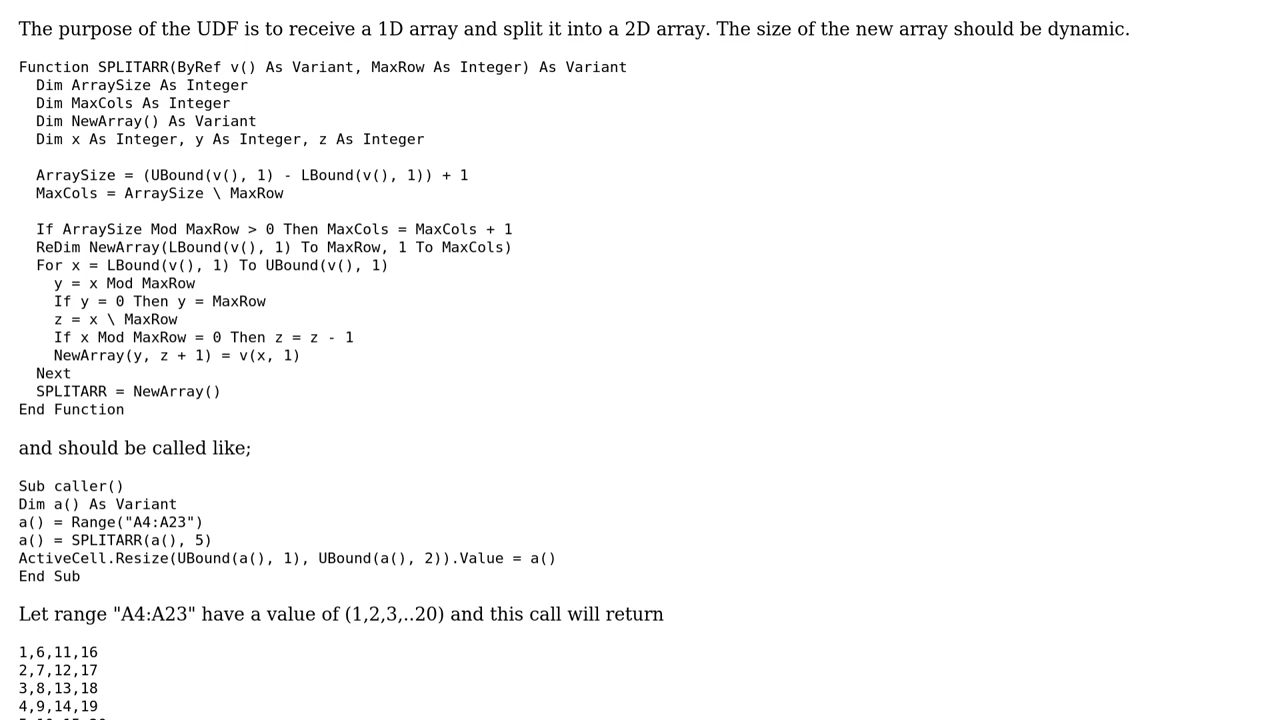 The purpose of the UDF is to receive a 1D array and split it into a 2D array. The size of the new array should be dynamic.
Function SPLITARR(ByRef v() As Variant, MaxRow As Integer) As Variant
  Dim ArraySize As Integer
  Dim MaxCols As Integer
  Dim NewArray() As Variant
  Dim x As Integer, y As Integer, z As Integer

  ArraySize = (UBound(v(), 1) - LBound(v(), 1)) + 1
  MaxCols = ArraySize \ MaxRow

  If ArraySize Mod MaxRow > 0 Then MaxCols = MaxCols + 1
  ReDim NewArray(LBound(v(), 1) To MaxRow, 1 To MaxCols)
  For x = LBound(v(), 1) To UBound(v(), 1)
    y = x Mod MaxRow
    If y = 0 Then y = MaxRow
    z = x \ MaxRow
    If x Mod MaxRow = 0 Then z = z - 1
    NewArray(y, z + 1) = v(x, 1)
  Next
  SPLITARR = NewArray()
End Function
and should be called like;
Sub caller()
Dim a() As Variant
a() = Range("A4:A23")
a() = SPLITARR(a(), 5)
ActiveCell.Resize(UBound(a(), 1), UBound(a(), 2)).Value = a()
End Sub
Let range "A4:A23" have a value of (1,2,3,..20) and this call will return
1,6,11,16
2,7,12,17
3,8,13,18
4,9,14,19